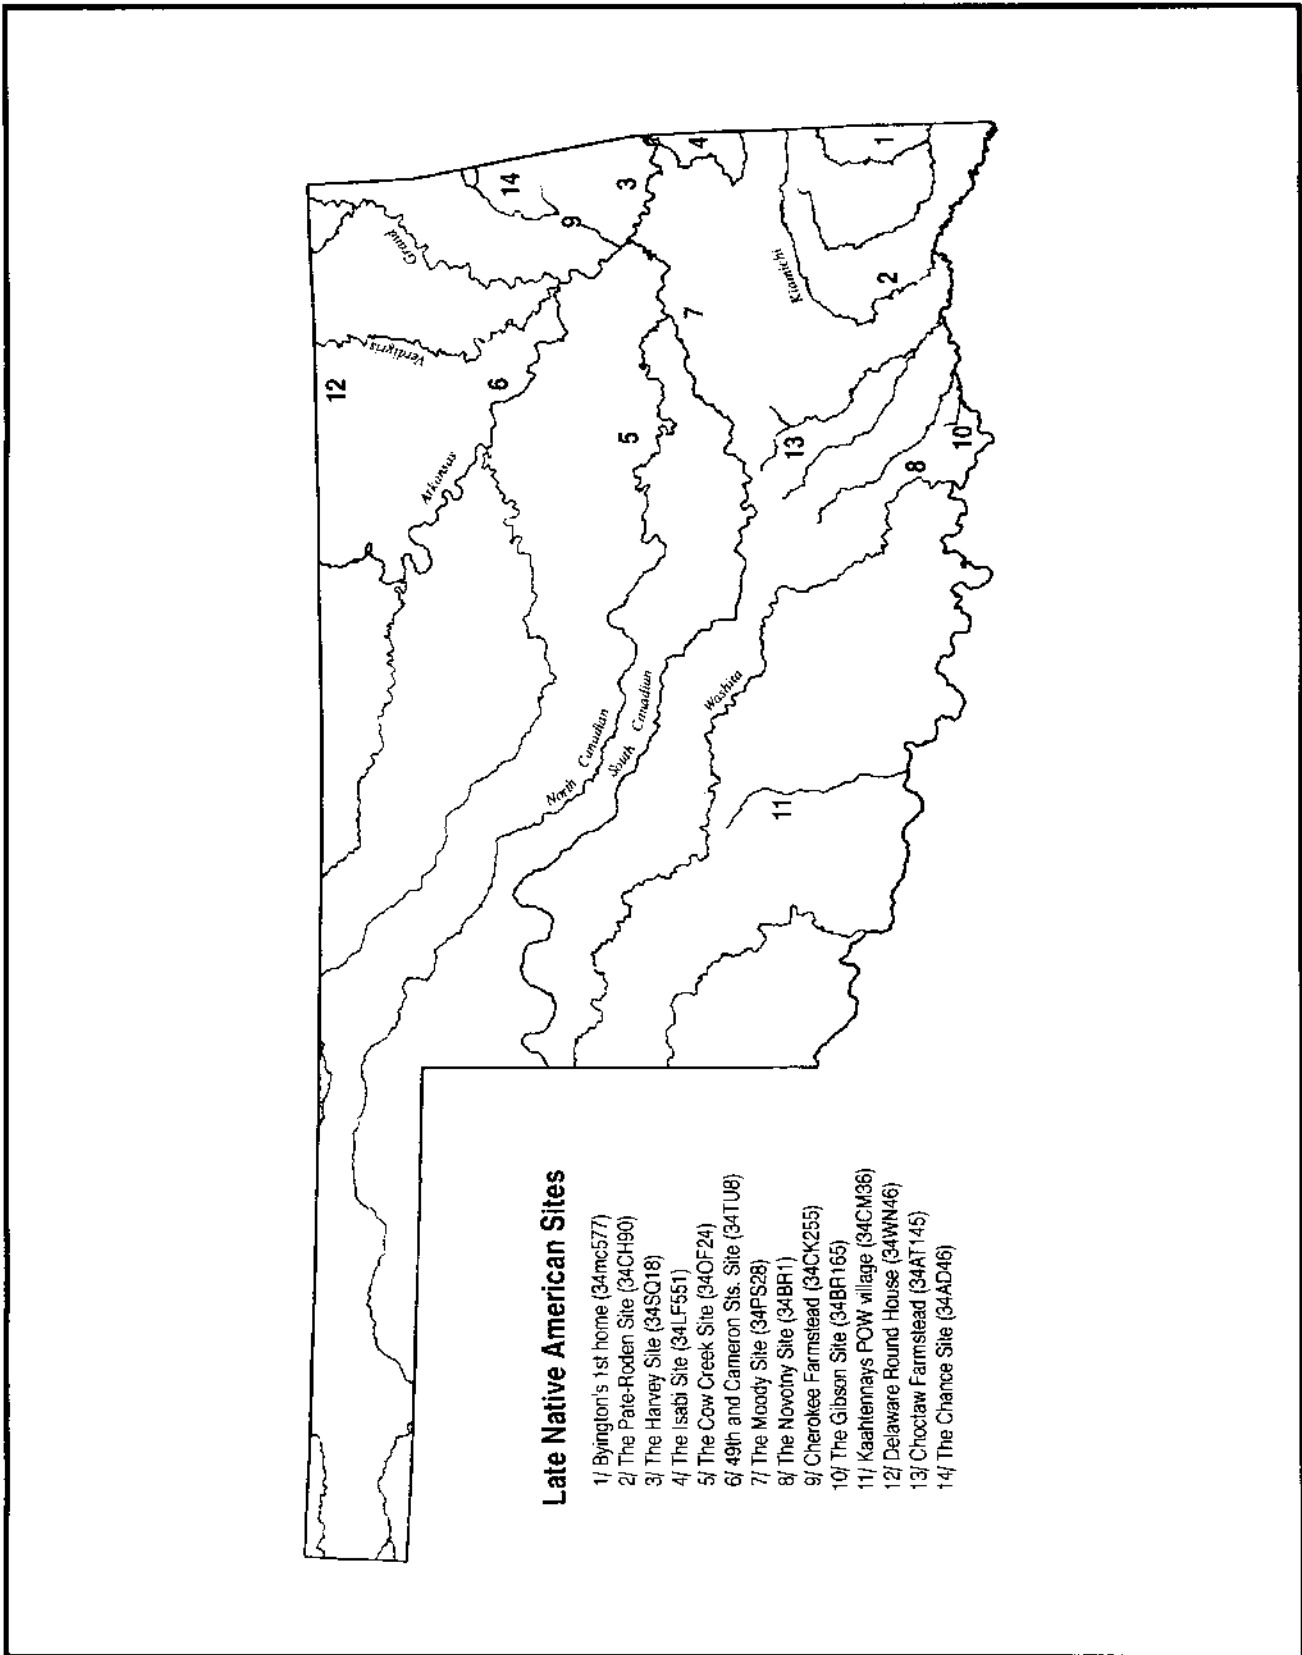 Late Native American Sites
1/ Byington's 1st home (34mc577)
2/ The Pate-Roden Site (34CH90)
3/ The Harvey Site (34SQ18)
4/ The Isabi Site (34LF551)
5/ The Cow Creek Site (34OF24)
6/ 49th and Cameron Sts. Site (34TU8)
7/ The Moody Site (34PS28)
8/ The Novotny Site (34BR1)
9/ Cherokee Farmstead (34CK255)
10/ The Gibson Site (34BR165)
11/ Kaahtennays POW village (34CM36)
12/ Delaware Round House (34WN46)
13/ Choctaw Farmstead (34AT145)
14/ The Chance Site (34AD46)
12
Verdigris
Grand
14
Arkansas
6
9
3
4
5
7
North Canadian
South Canadian
Washita
Kiamichi
13
11
8
2
1
10